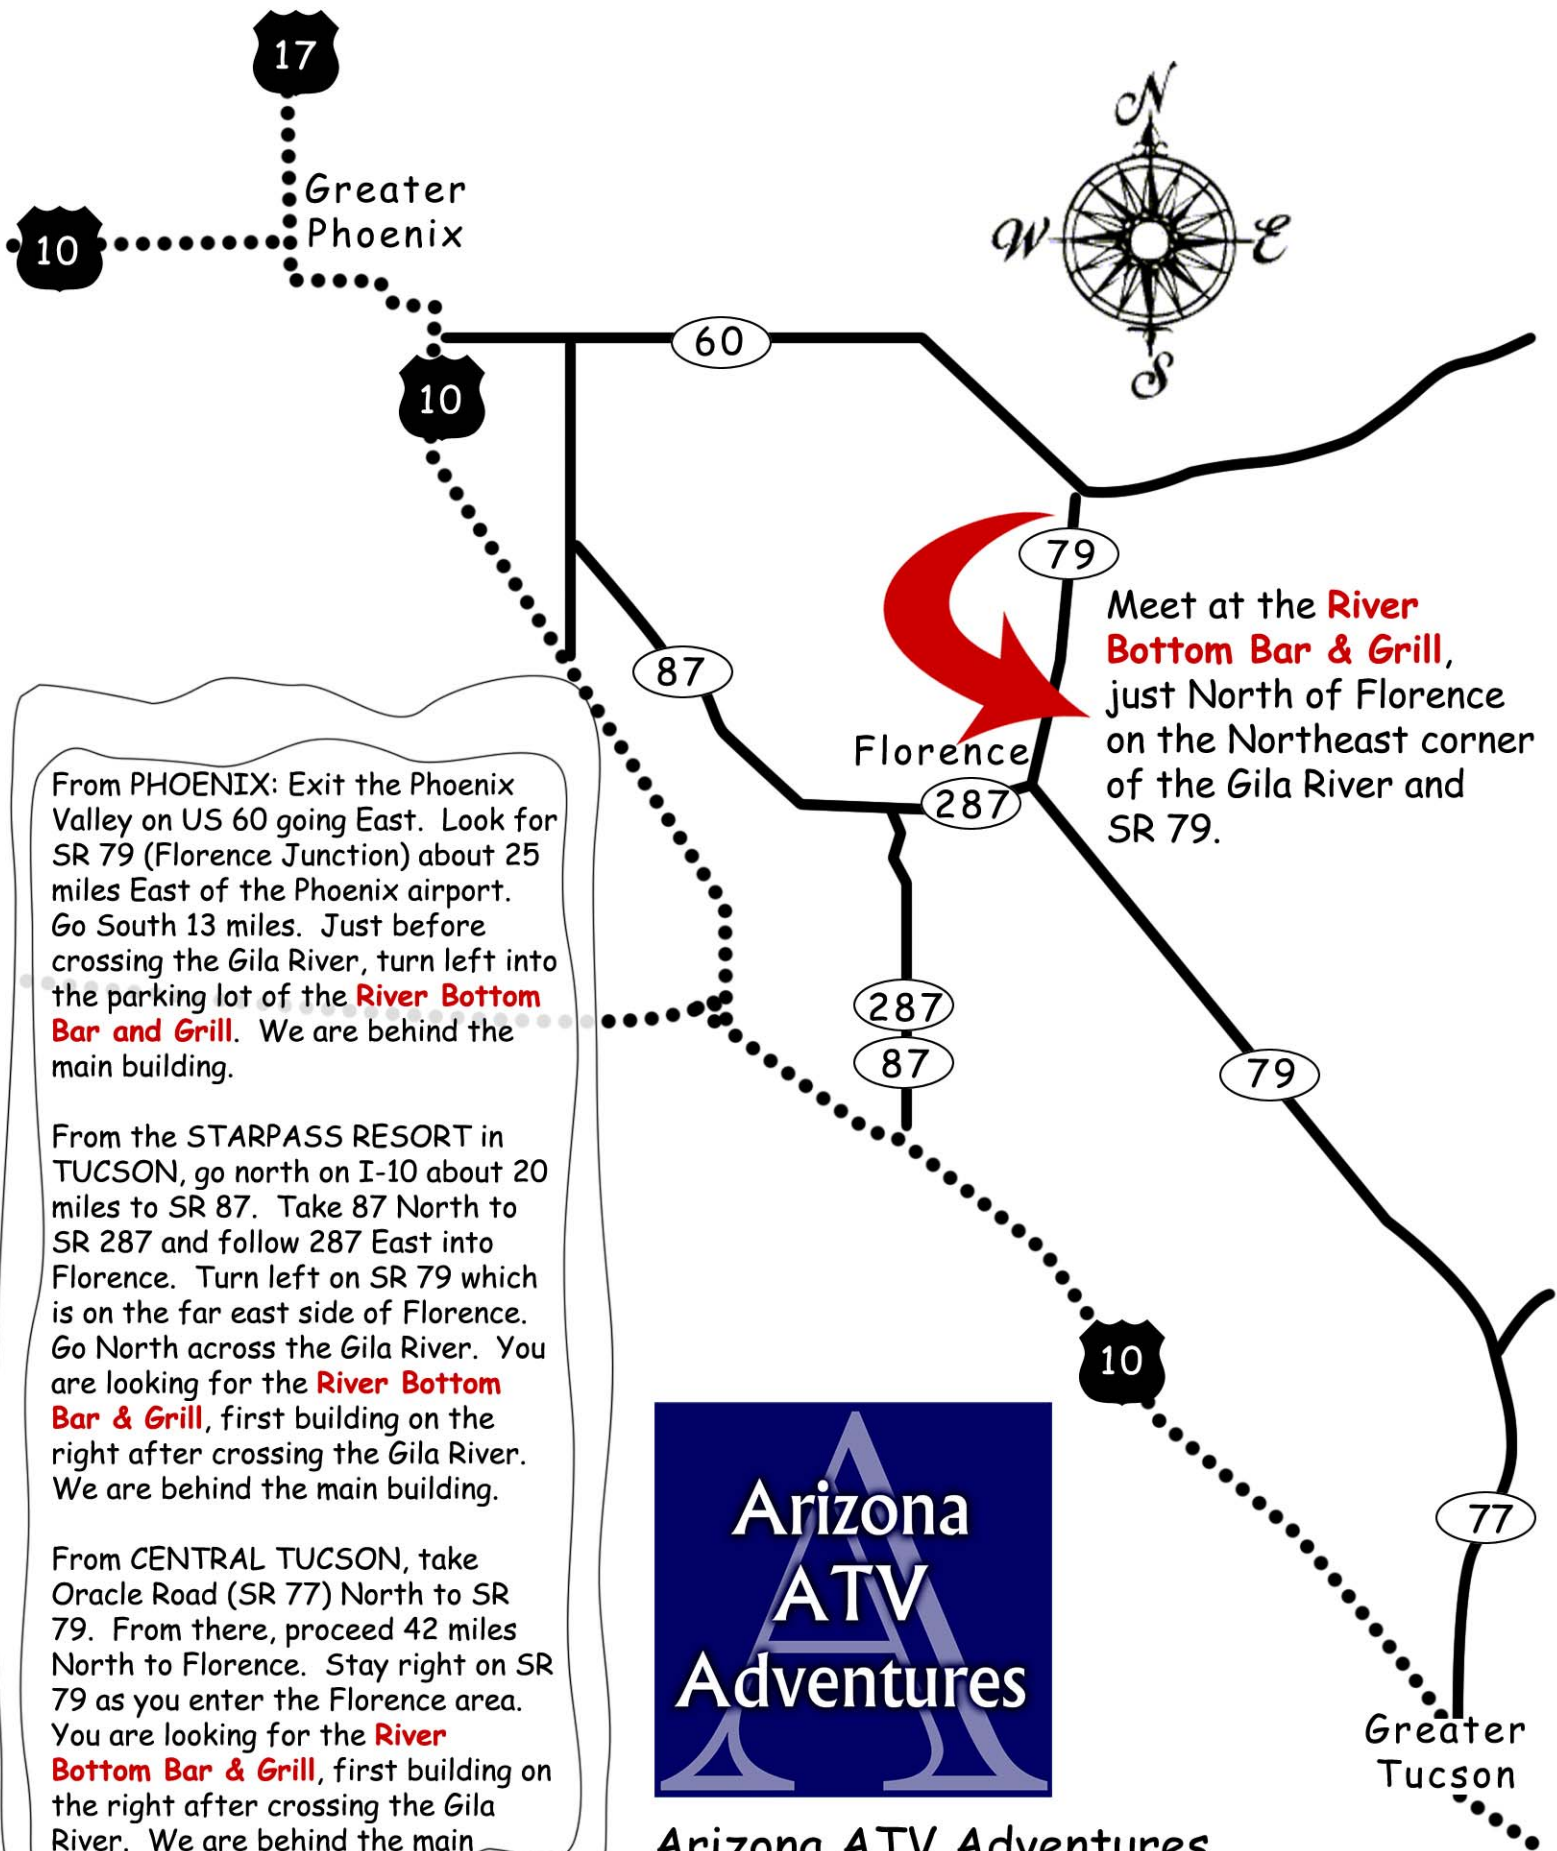 17
Greater
Phoenix
10
N
W
E
S
60
10
79
Meet at the River
Bottom Bar & Grill,
just North of Florence
on the Northeast corner
of the Gila River and
SR 79.
87
Florence
287
From PHOENIX: Exit the Phoenix
Valley on US 60 going East.  Look for
SR 79 (Florence Junction) about 25
miles East of the Phoenix airport.
Go South 13 miles.  Just before
crossing the Gila River, turn left into
the parking lot of the River Bottom
Bar and Grill.  We are behind the
main building.
From the STARPASS RESORT in
TUCSON, go north on I-10 about 20
miles to SR 87.  Take 87 North to
SR 287 and follow 287 East into
Florence.  Turn left on SR 79 which
is on the far east side of Florence.
Go North across the Gila River.  You
are looking for the River Bottom
Bar & Grill, first building on the
right after crossing the Gila River.
We are behind the main building.
From CENTRAL TUCSON, take
Oracle Road (SR 77) North to SR
79.  From there, proceed 42 miles
North to Florence.  Stay right on SR
79 as you enter the Florence area.
You are looking for the River
Bottom Bar & Grill, first building on
the right after crossing the Gila
River.  We are behind the main
287
87
79
10
77
Arizona
ATV
Adventures
Greater
Tucson
Arizona ATV Adventures